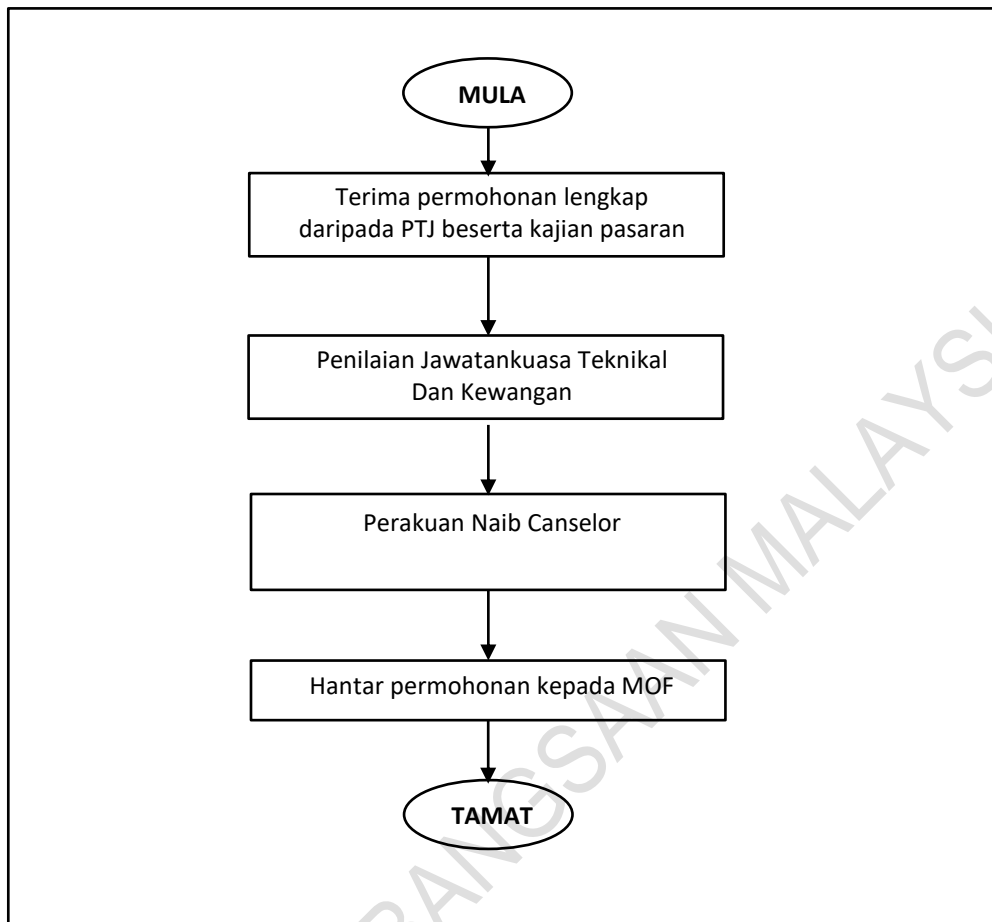 MULA
Terima permohonan lengkap
daripada PTJ beserta kajian pasaran
Penilaian Jawatankuasa Teknikal
Dan Kewangan
Perakuan Naib Canselor
Hantar permohonan kepada MOF
TAMAT